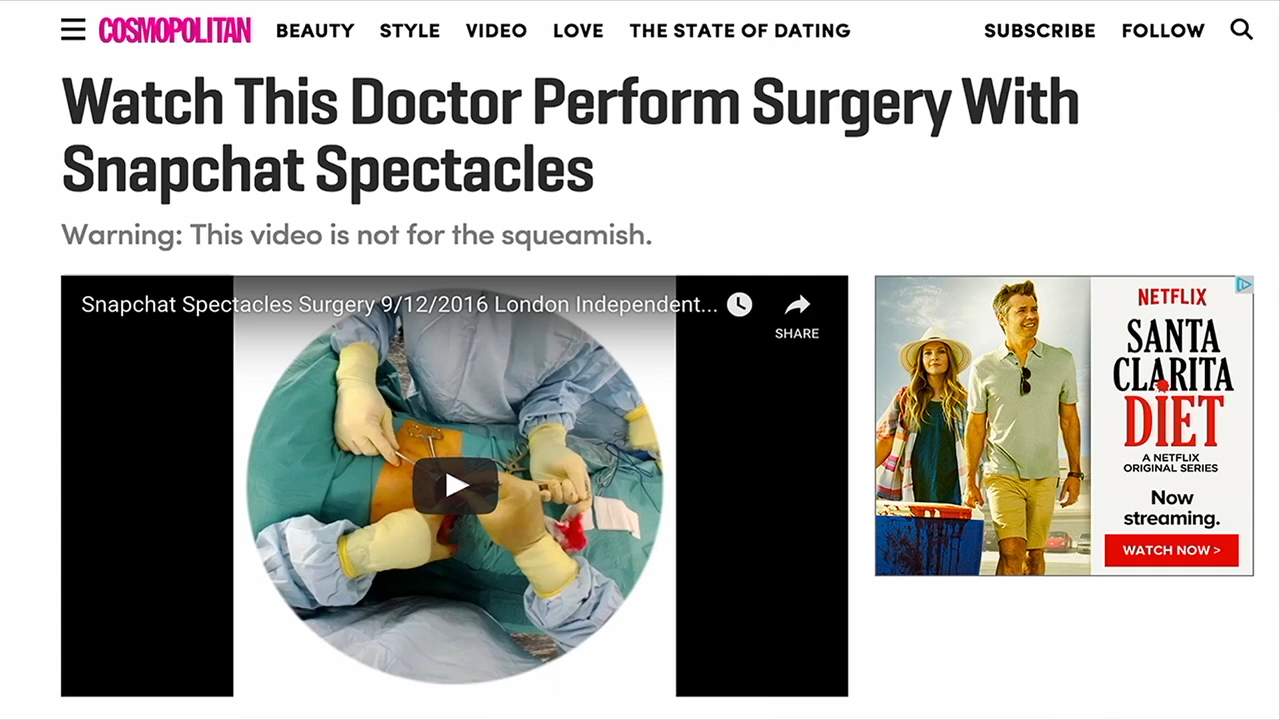 COSMOPOLITAN BEAUTY STYLE VIDEO LOVE THE STATE OF DATING SUBSCRIBE FOLLOW
Watch This Doctor Perform Surgery With
Snapchat Spectacles
Warning: This video is not for the squeamish.
Snapchat Spectacles Surgery 9/12/2016 London Independent...
SHARE
NETFLIX
SANTA
CLARITA
DIET
A NETFLIX
ORIGINAL SERIES
Now
streaming.
WATCH NOW >